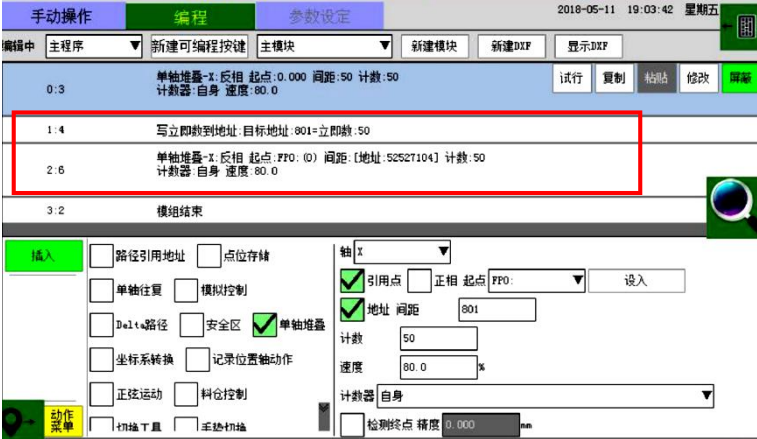 手动操作 编程 参数设定 2018-05-11 19:03:42 星期五
编辑中 主程序 新建可编程按键 主模块 新建模块 新建DXF 显示DXF
0:3 单轴堆叠-X:反相 起点:0.000 间距:50 计数:50 试行 复制 粘贴 修改 屏蔽
计数器:自身 速度:80.0
1:4 写立即数到地址:目标地址:801=立即数:50
2:6 单轴堆叠-X:反相 起点:FPO:(0) 间距:[地址:52527104] 计数:50
计数器:自身 速度:80.0
3:2 模组结束
插入 路径引用地址 点位存储 轴 X
单轴往复 模拟控制 引用点 正相 起点 FPO: 设入
Delta路径 安全区 单轴堆叠 地址 间距 801
计数 50
坐标系转换 记录位置轴动作 速度 80.0 %
正弦运动 料仓控制 计数器 自身
动作菜单 切换工具 手势切换 检测终点 精度 0.000 mm